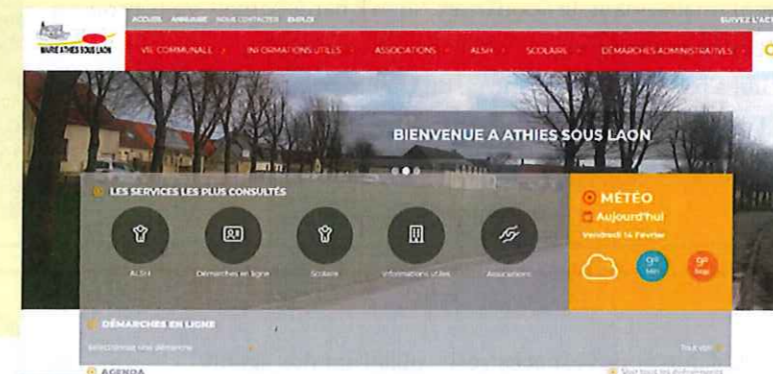 ACCUEIL ANNUAIRE NOUS CONTACTER EMPLOI
SUIVEZ L'AC
MAIRIE ATHIES SOUS LAON
VIE COMMUNALE INFORMATIONS UTILES ASSOCIATIONS ALSH SCOLAIRE DÉMARCHES ADMINISTRATIVES
BIENVENUE A ATHIES SOUS LAON
LES SERVICES LES PLUS CONSULTÉS
ALSH Démarches en ligne Scolaire Informations utiles Associations
MÉTÉO
Aujourd'hui
Vendredi 14 Février
9° 9°
Min Max
DÉMARCHES EN LIGNE
Sélectionnez une démarche
Tout voir
AGENDA
Voir tous les événements